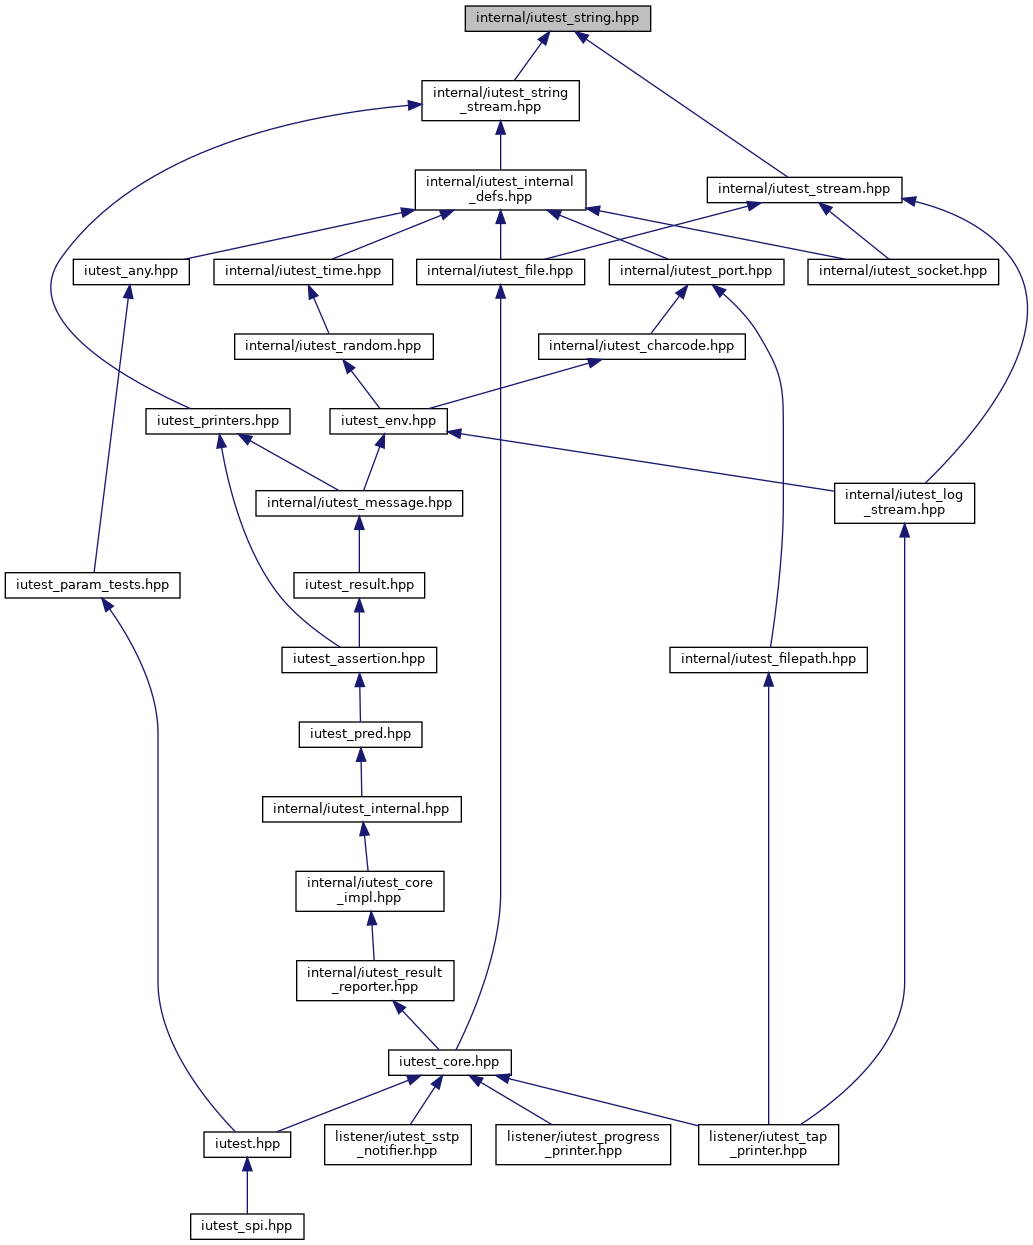 internal/iutest_string.hpp
internal/iutest_string
_stream.hpp
internal/iutest_internal
_defs.hpp
internal/iutest_stream.hpp
iutest_any.hpp
internal/iutest_time.hpp
internal/iutest_file.hpp
internal/iutest_port.hpp
internal/iutest_socket.hpp
internal/iutest_random.hpp
internal/iutest_charcode.hpp
iutest_printers.hpp
iutest_env.hpp
internal/iutest_message.hpp
internal/iutest_log
_stream.hpp
iutest_param_tests.hpp
iutest_result.hpp
iutest_assertion.hpp
internal/iutest_filepath.hpp
iutest_pred.hpp
internal/iutest_internal.hpp
internal/iutest_core
_impl.hpp
internal/iutest_result
_reporter.hpp
iutest_core.hpp
iutest.hpp
listener/iutest_sstp
_notifier.hpp
listener/iutest_progress
_printer.hpp
listener/iutest_tap
_printer.hpp
iutest_spi.hpp